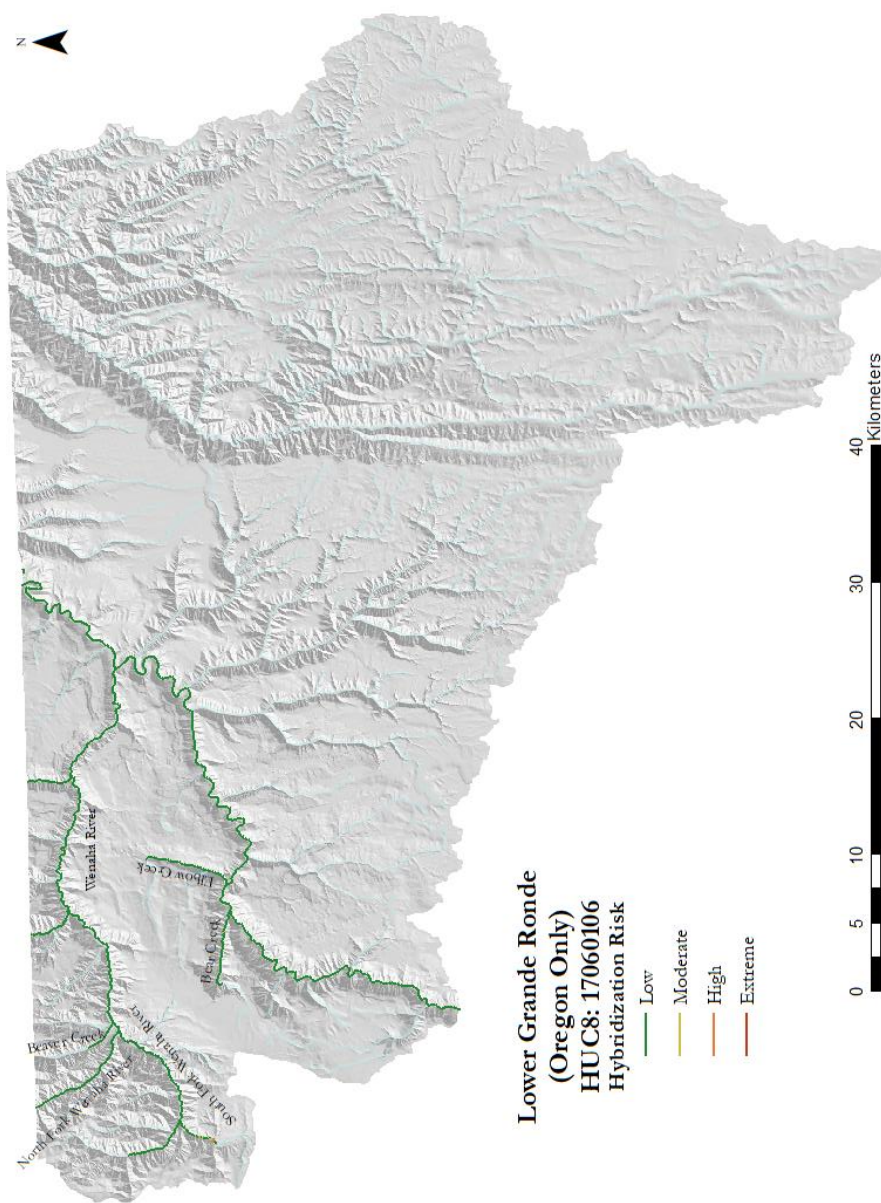 N
Wenaha River
Beaver Creek
North Fork Wenaha River
South Fork Wenaha River
Elbow Creek
Bear Creek
Lower Grande Ronde
(Oregon Only)
HUC8: 17060106
Hybridization Risk
Low
Moderate
High
Extreme
0 5 10 20 30 40
Kilometers